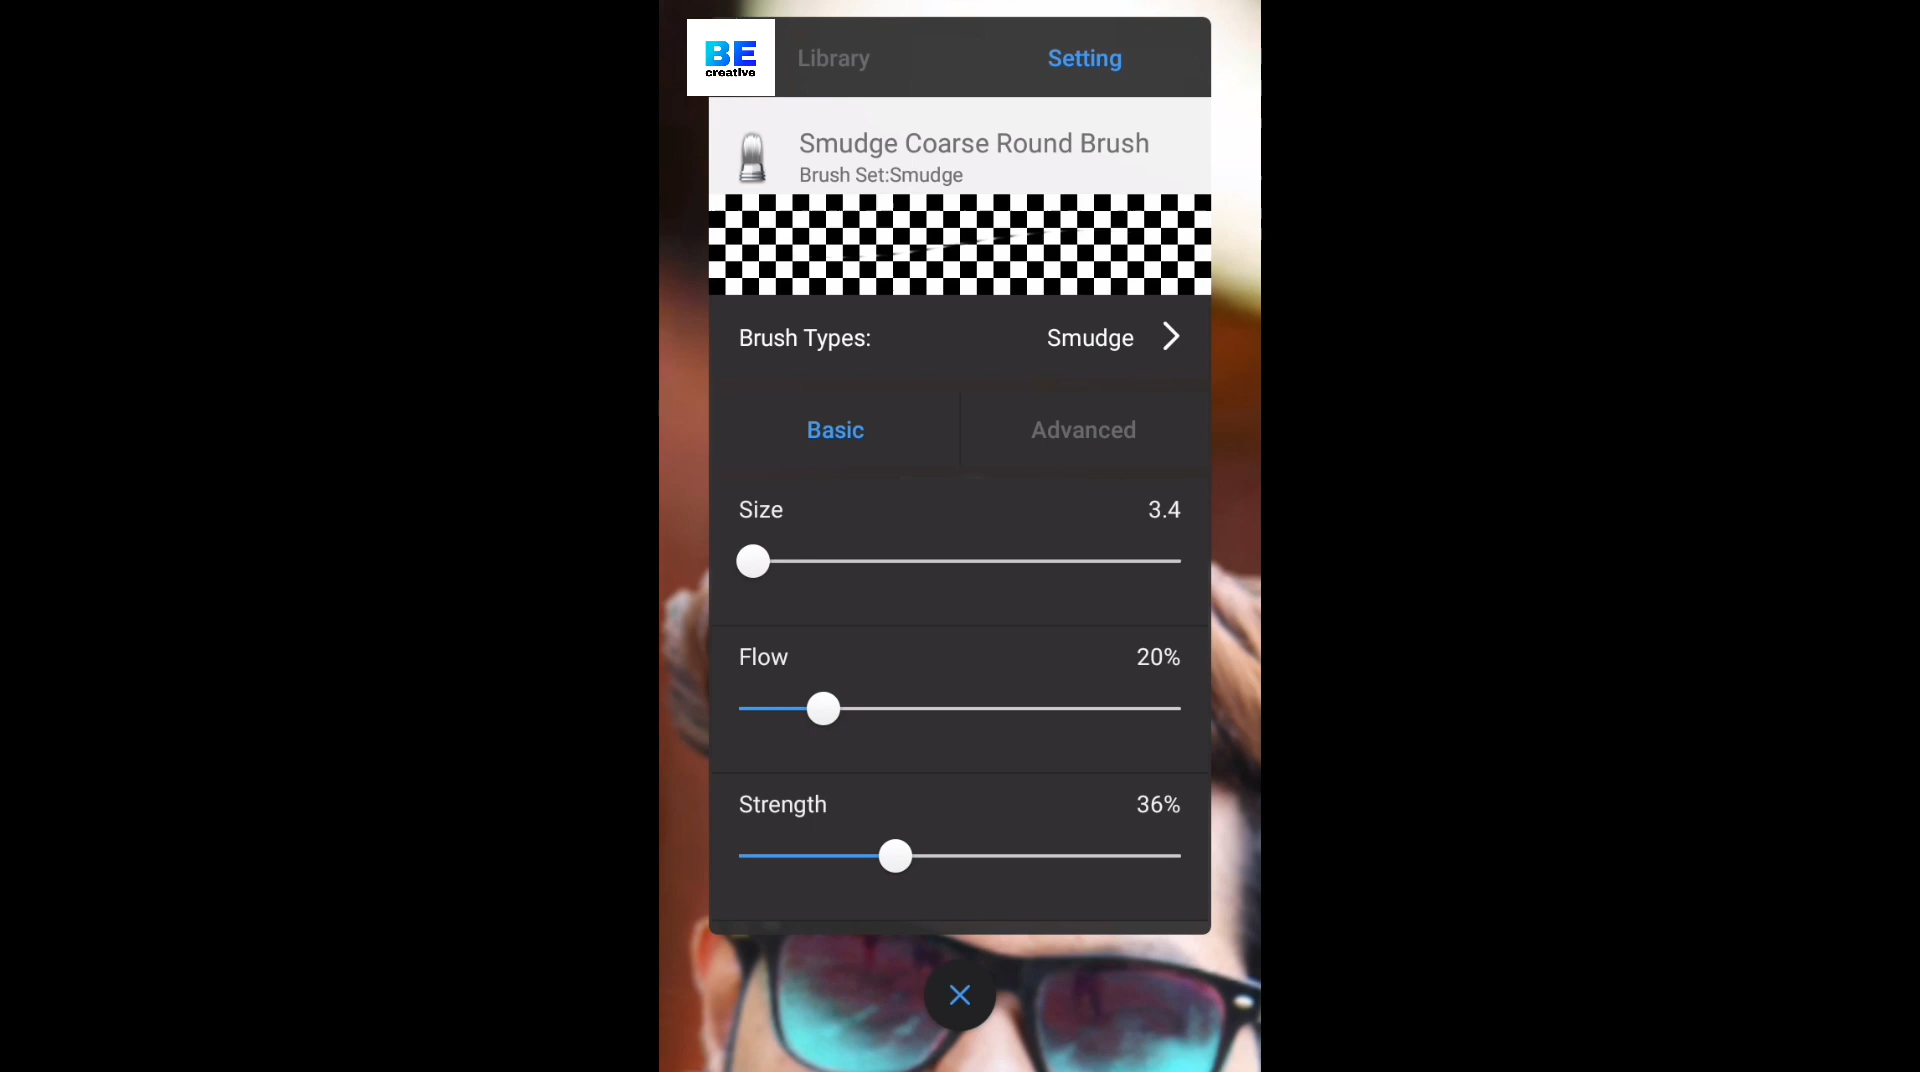 BE
creative
Library
Setting
Smudge Coarse Round Brush
Brush Set:Smudge
Brush Types:
Smudge
Basic
Advanced
Size
3.4
Flow
20%
Strength
36%